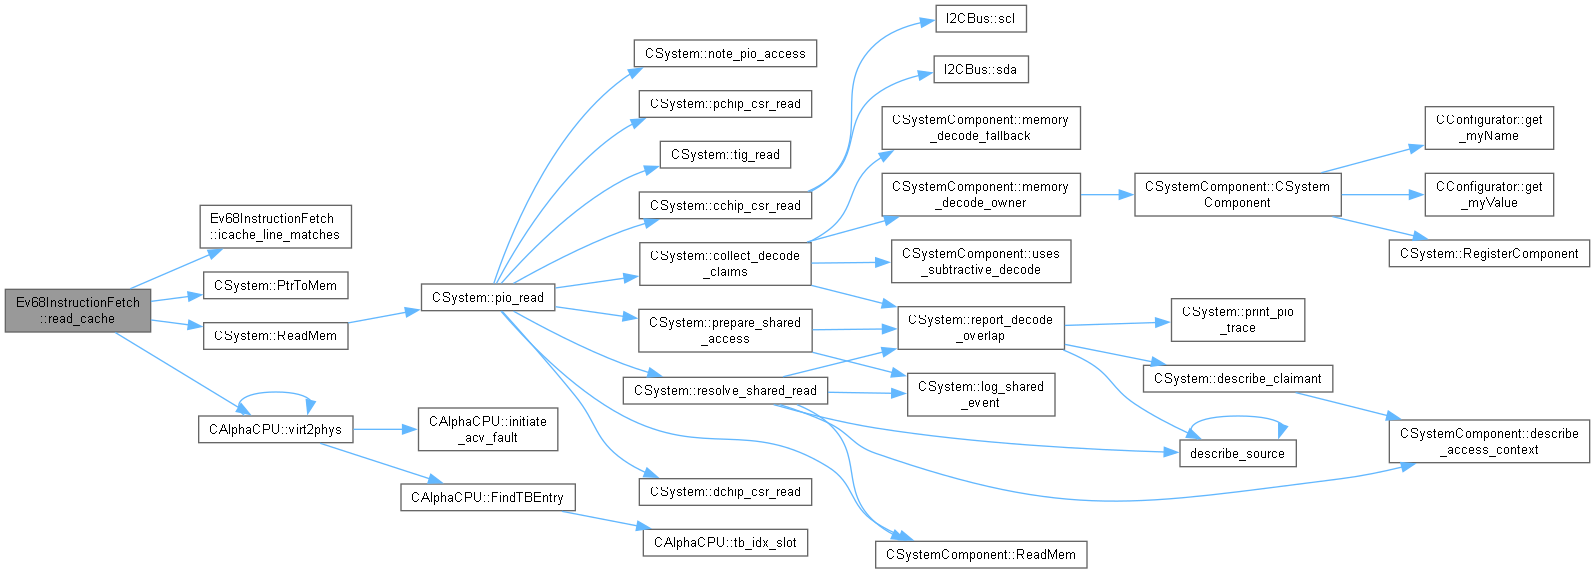 Ev68InstructionFetch
::read_cache
Ev68InstructionFetch
::icache_line_matches
CSystem::PtrToMem
CSystem::ReadMem
CAlphaCPU::virt2phys
CSystem::pio_read
CAlphaCPU::initiate
_acv_fault
CAlphaCPU::FindTBEntry
CSystem::note_pio_access
CSystem::pchip_csr_read
CSystem::tig_read
CSystem::cchip_csr_read
CSystem::collect_decode
_claims
CSystem::prepare_shared
_access
CSystem::resolve_shared_read
CSystem::dchip_csr_read
CAlphaCPU::tb_idx_slot
I2CBus::scl
I2CBus::sda
CSystemComponent::memory
_decode_fallback
CSystemComponent::memory
_decode_owner
CSystemComponent::uses
_subtractive_decode
CSystem::report_decode
_overlap
CSystem::log_shared
_event
CSystemComponent::ReadMem
CSystemComponent::CSystem
Component
CSystem::print_pio
_trace
CSystem::describe_claimant
describe_source
CConfigurator::get
_myName
CConfigurator::get
_myValue
CSystem::RegisterComponent
CSystemComponent::describe
_access_context